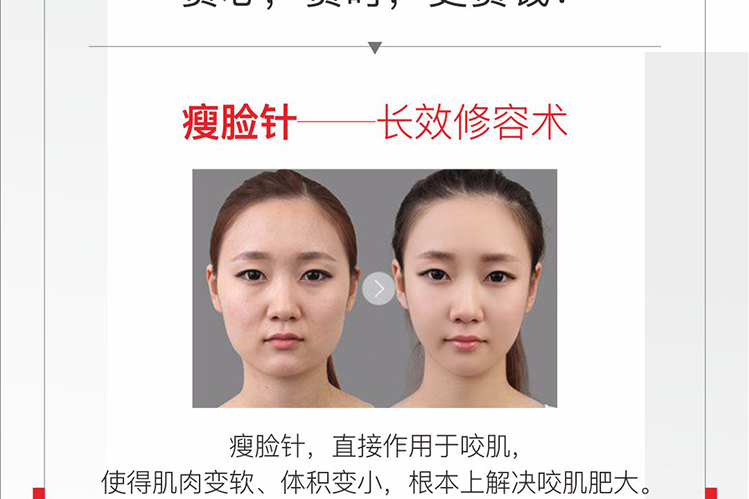 瘦脸针——长效修容术
瘦脸针，直接作用于咬肌，
使得肌肉变软、体积变小，根本上解决咬肌肥大。